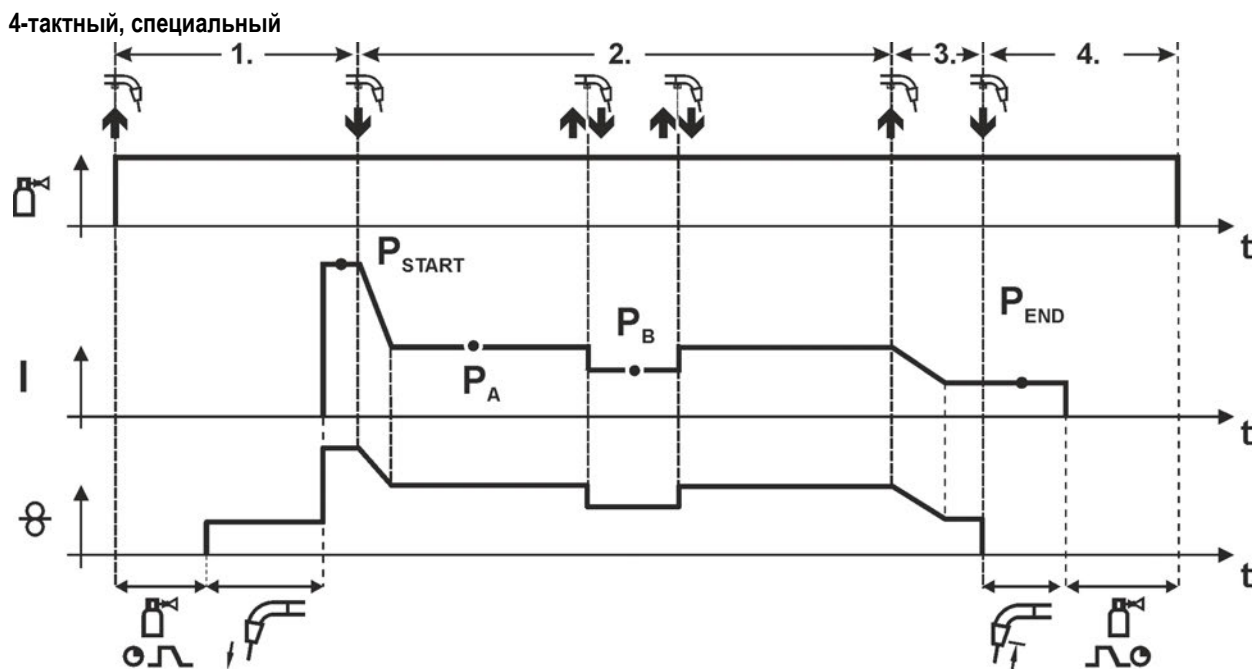 4-тактный, специальный
1. 2. 3. 4.
t
P START
P B
P END
I
P A
t
t